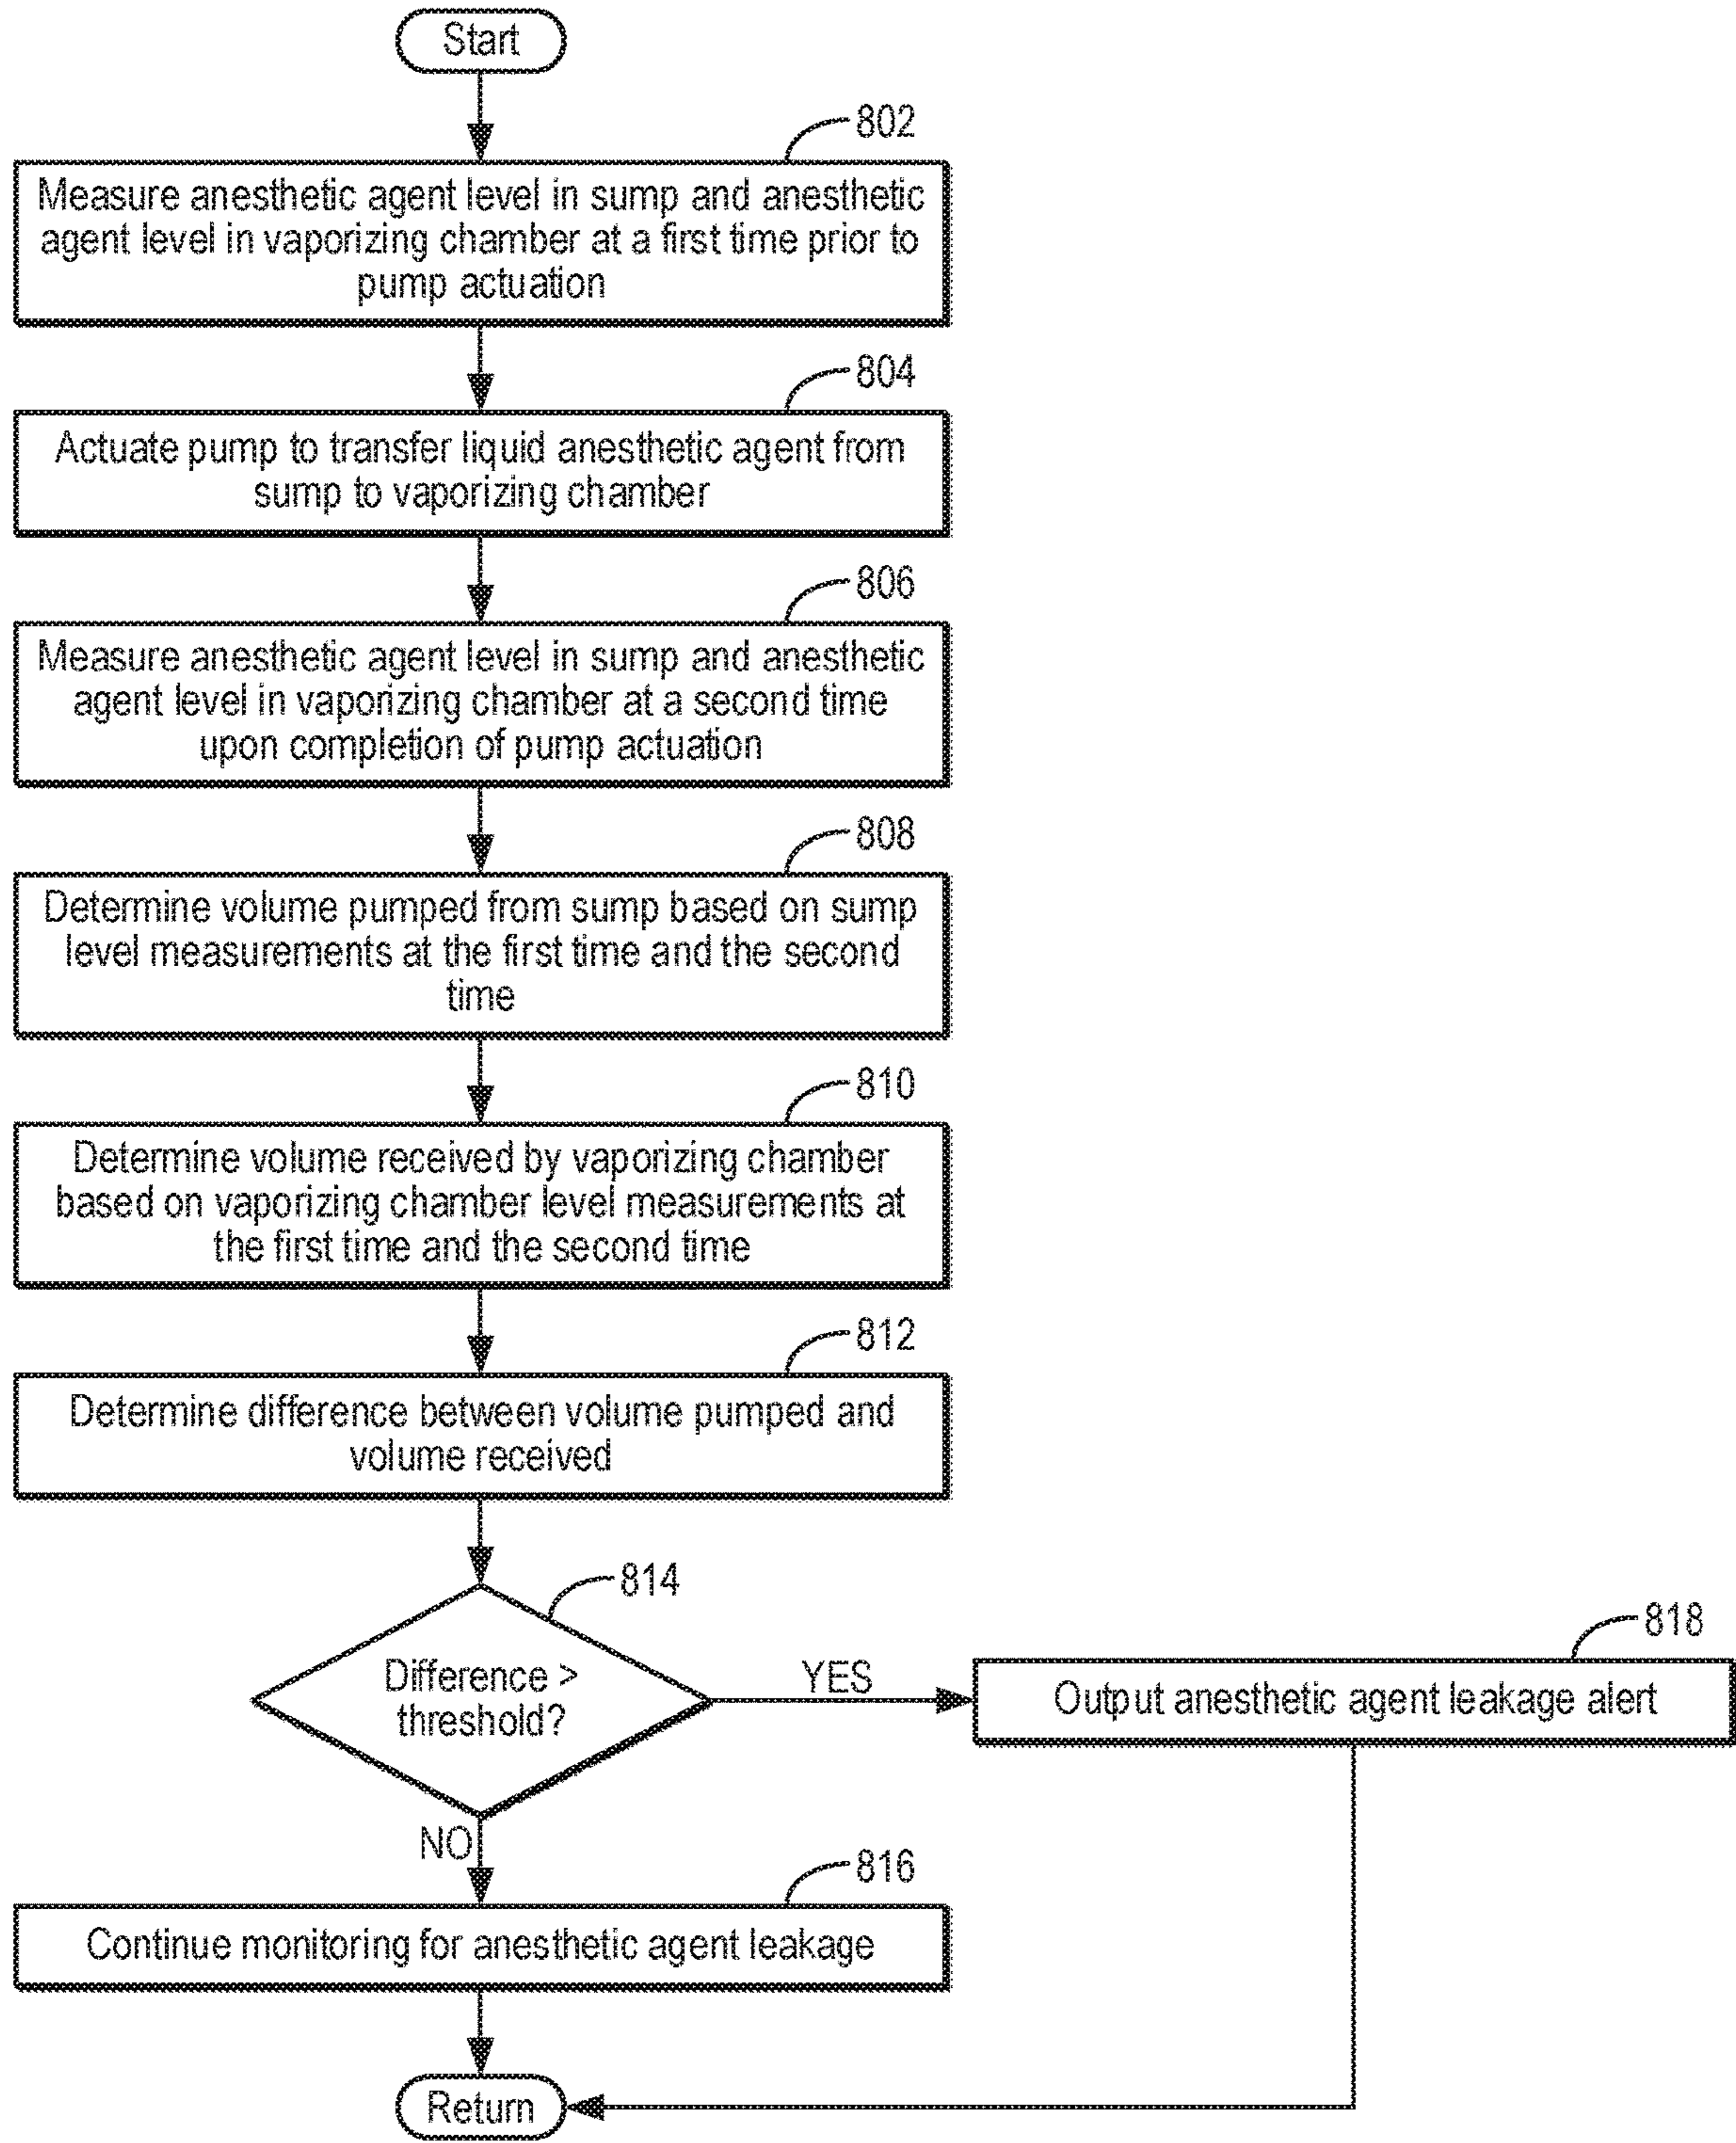 Start
802
Measure anesthetic agent level in sump and anesthetic
agent level in vaporizing chamber at a first time prior to
pump actuation
804
Actuate pump to transfer liquid anesthetic agent from
sump to vaporizing chamber
806
Measure anesthetic agent level in sump and anesthetic
agent level in vaporizing chamber at a second time
upon completion of pump actuation
808
Determine volume pumped from sump based on sump
level measurements at the first time and the second
time
810
Determine volume received by vaporizing chamber
based on vaporizing chamber level measurements at
the first time and the second time
812
Determine difference between volume pumped and
volume received
814
Difference >
threshold?
YES
818
Output anesthetic agent leakage alert
NO
816
Continue monitoring for anesthetic agent leakage
Return